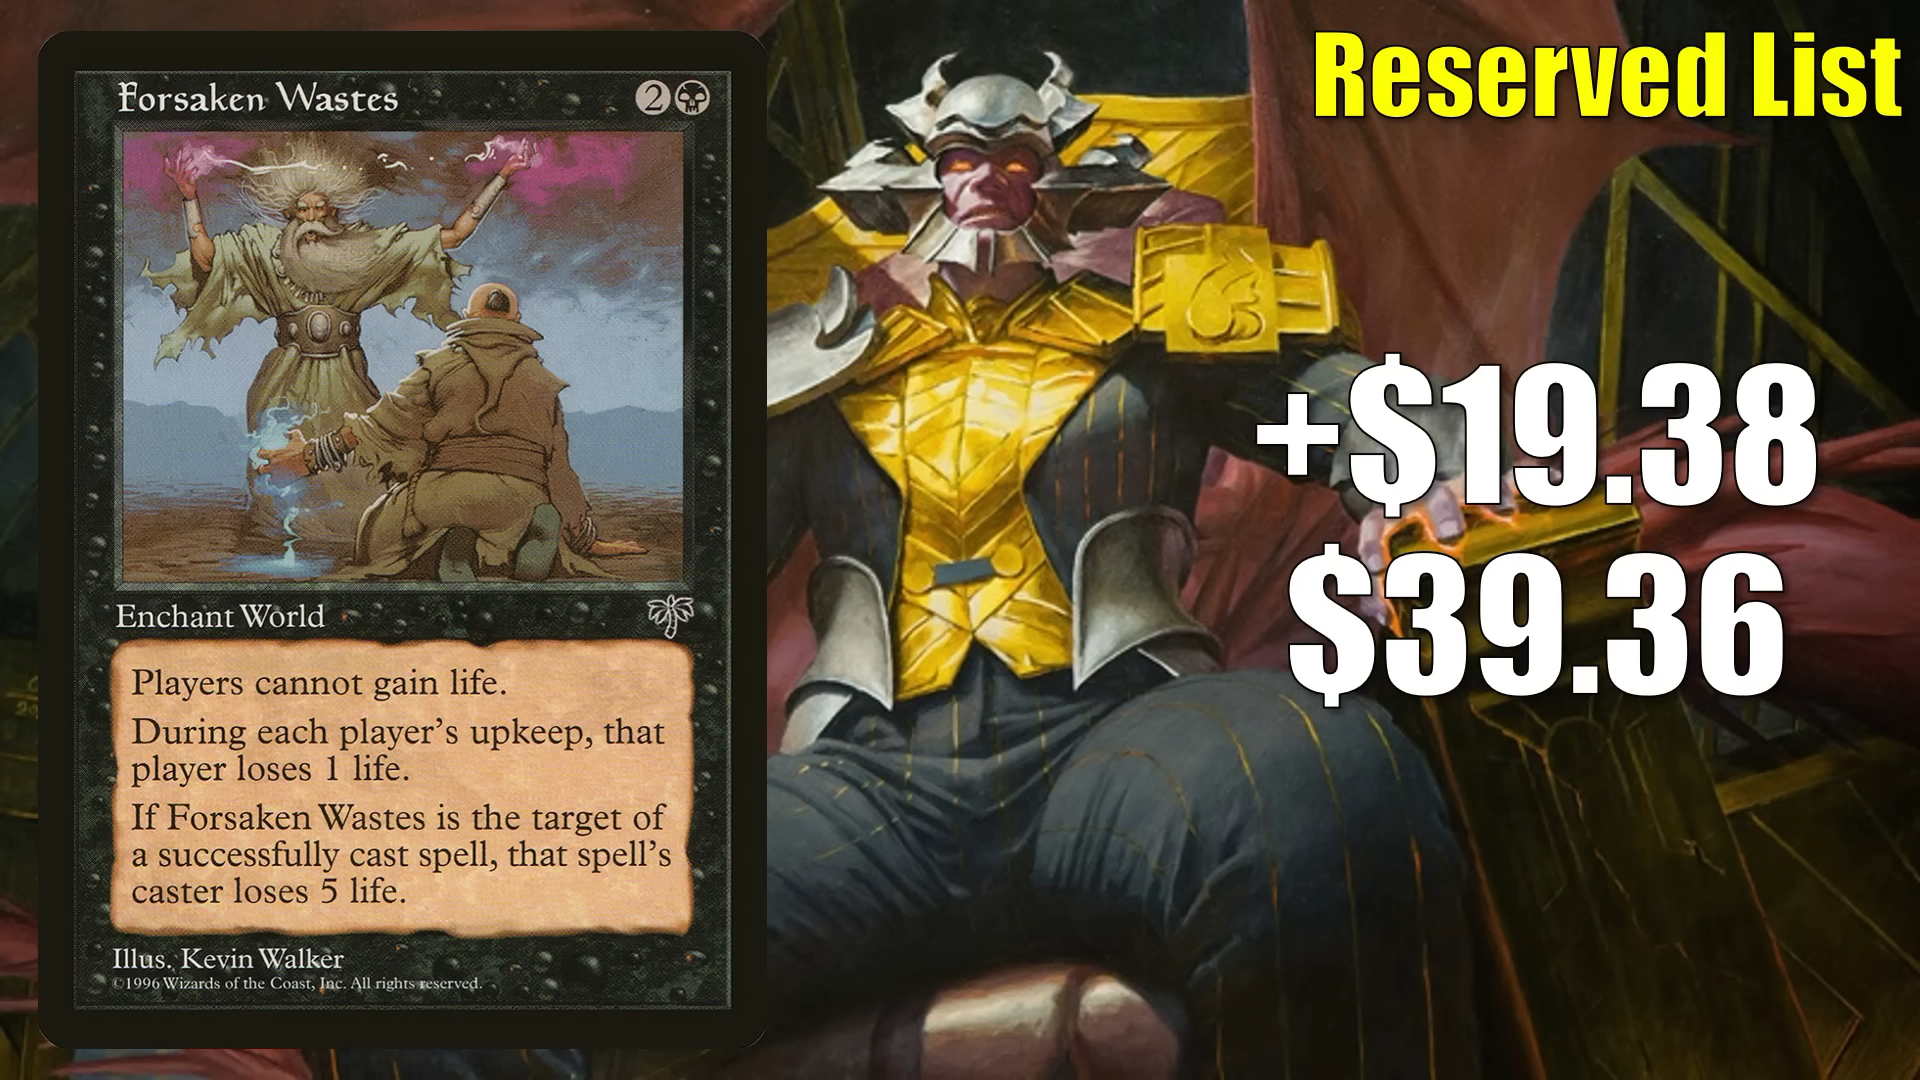 Forsaken Wastes
2
Enchant World
Players cannot gain life.
During each player's upkeep, that
player loses 1 life.
If Forsaken Wastes is the target of
a successfully cast spell, that spell's
caster loses 5 life.
Illus. Kevin Walker
©1996 Wizards of the Coast, Inc. All rights reserved.
Reserved List
+$19.38
$39.36